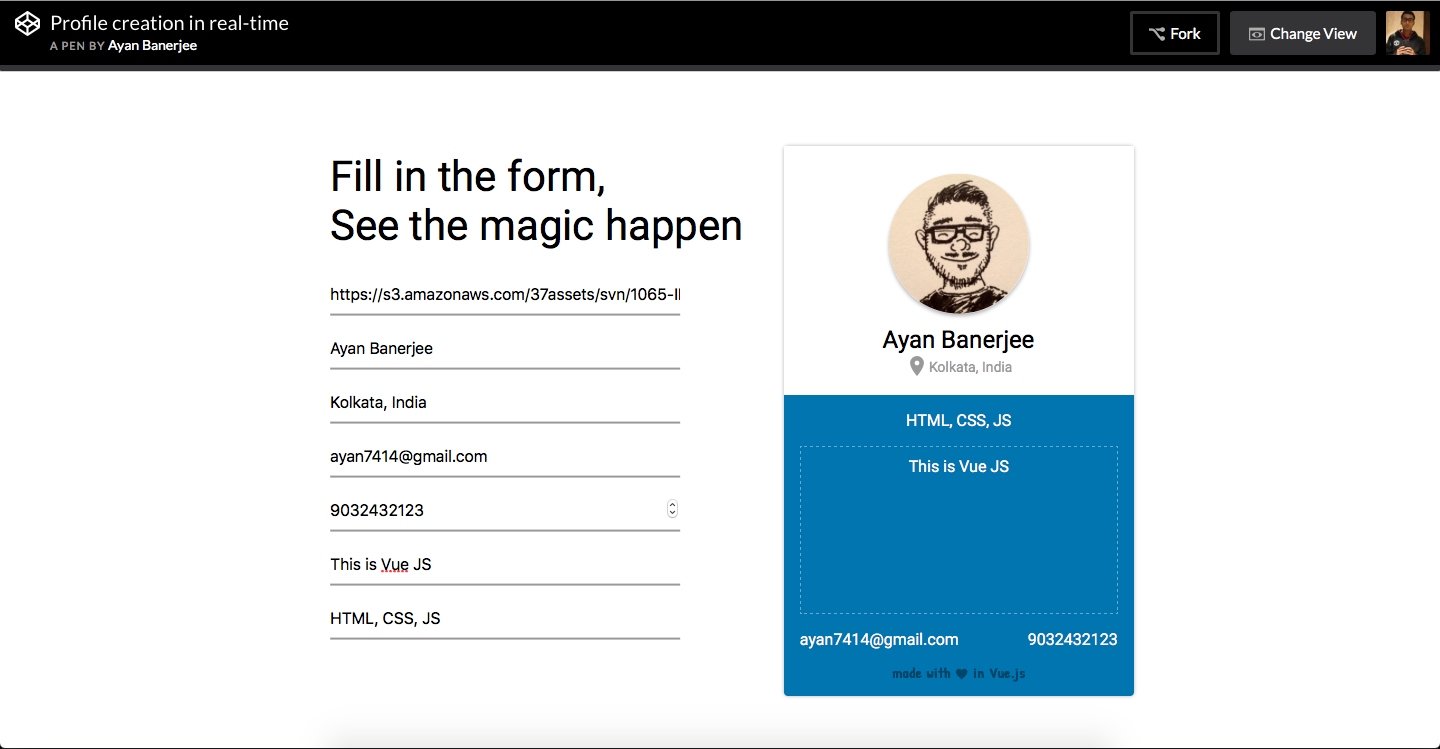 Profile creation in real-time
A PEN BY Ayan Banerjee
Fork
Change View
Fill in the form,
See the magic happen
https://s3.amazonaws.com/37assets/svn/1065-
Ayan Banerjee
Kolkata, India
ayan7414@gmail.com
9032432123
This is Vue JS
HTML, CSS, JS
Ayan Banerjee
Kolkata, India
HTML, CSS, JS
This is Vue JS
ayan7414@gmail.com 9032432123
made with ♥ in Vue.js